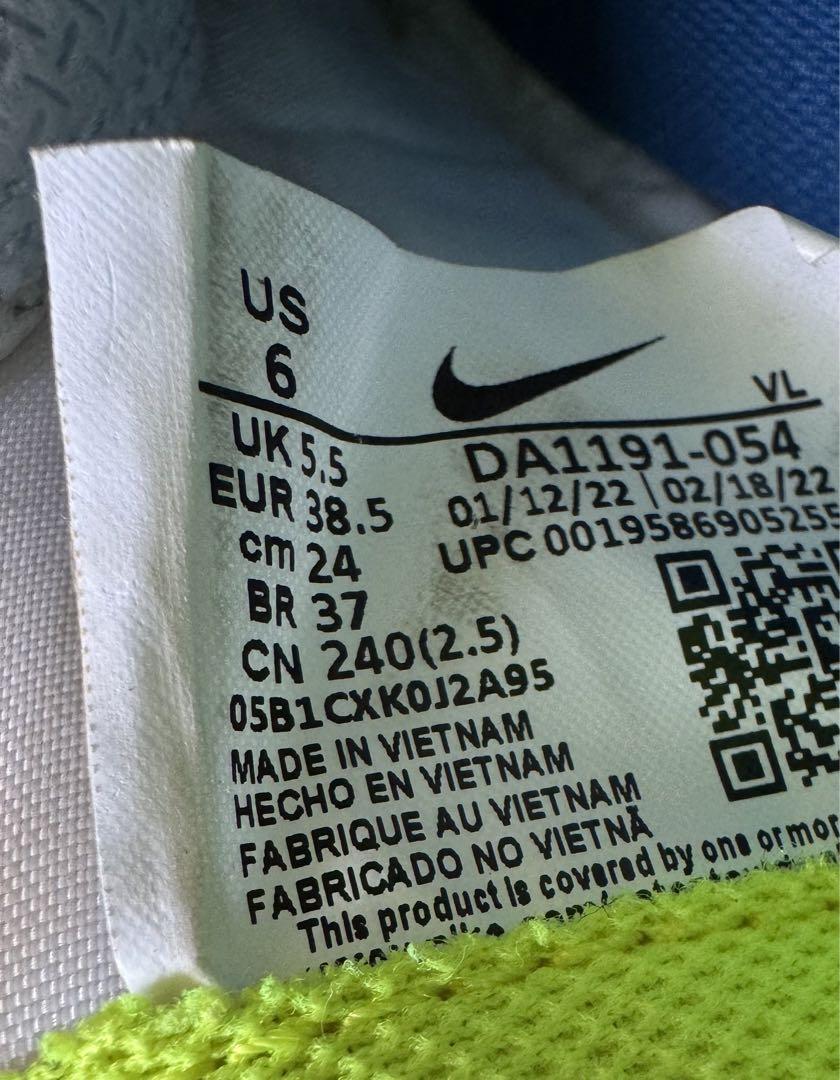 US
6
VL
UK 5.5
EUR 38.5
cm 24
BR 37
CN 240(2.5)
DA1191-054
01/12/22 \ 02/18/22
UPC 0019586905255
05B1CXK0J2A95
MADE IN VIETNAM
HECHO EN VIETNAM
FABRIQUE AU VIETNAM
FABRICADO NO VIETNÃ
This product is covered by one or mor